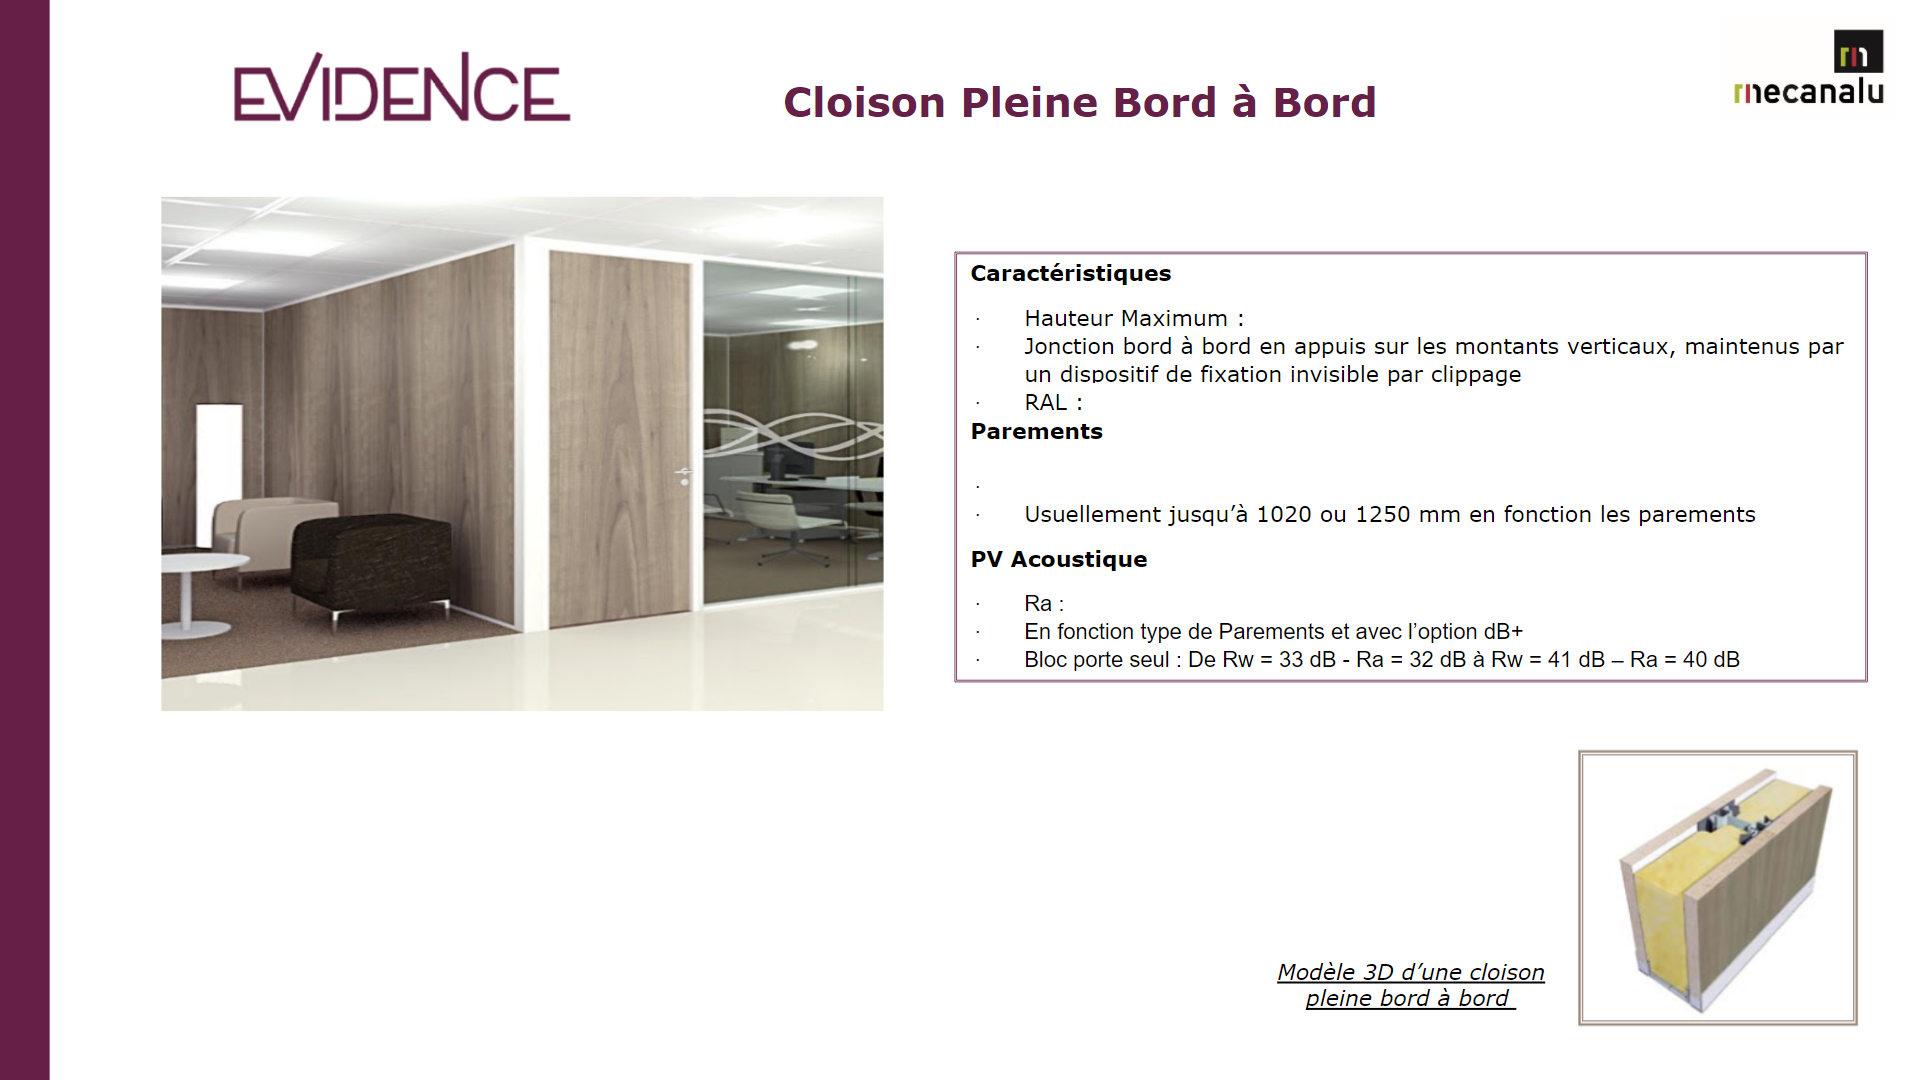 EVIDENCE
Cloison Pleine Bord à Bord
mecanalu
Caractéristiques
· Hauteur Maximum :
· Jonction bord à bord en appuis sur les montants verticaux, maintenus par
un dispositif de fixation invisible par clippage
· RAL :
Parements
·
· Usuellement jusqu’à 1020 ou 1250 mm en fonction les parements
PV Acoustique
· Ra :
· En fonction type de Parements et avec l’option dB+
· Bloc porte seul : De Rw = 33 dB - Ra = 32 dB à Rw = 41 dB – Ra = 40 dB
Modèle 3D d’une cloison
pleine bord à bord